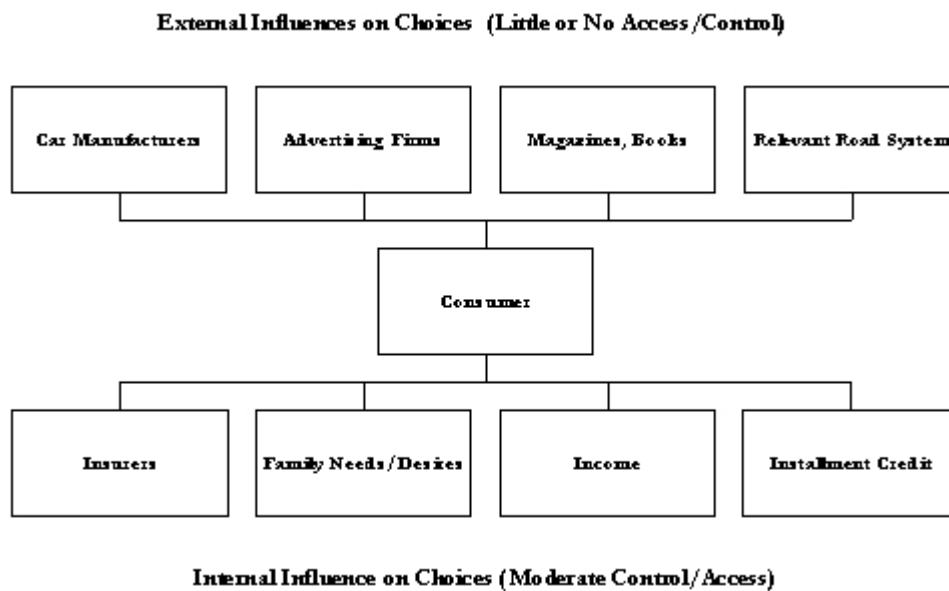 External Influences on Choices (Little or No Access/Control)
Car Manufacturers
Advertising Firms
Magazines, Books
Relevant Road System
Consumer
Insurers
Family Needs/Desires
Income
Installment Credit
Internal Influence on Choices (Moderate Control/Access)